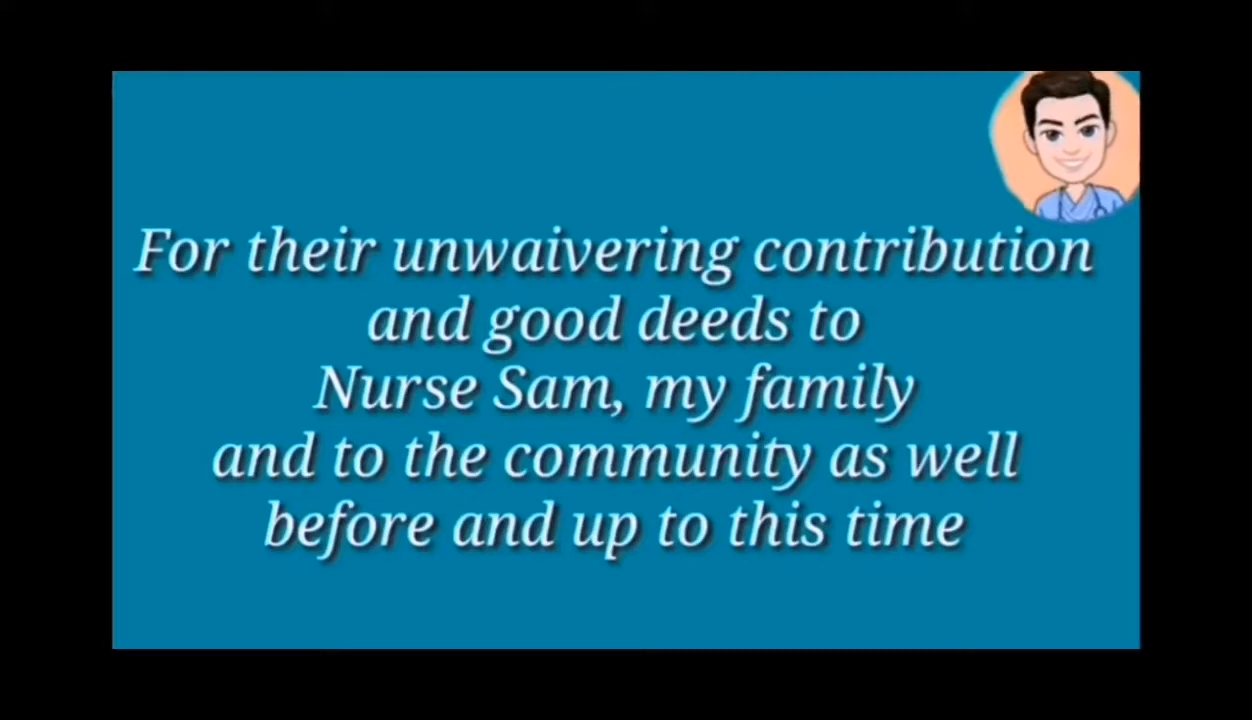 For their unwaivering contribution
and good deeds to
Nurse Sam, my family
and to the community as well
before and up to this time